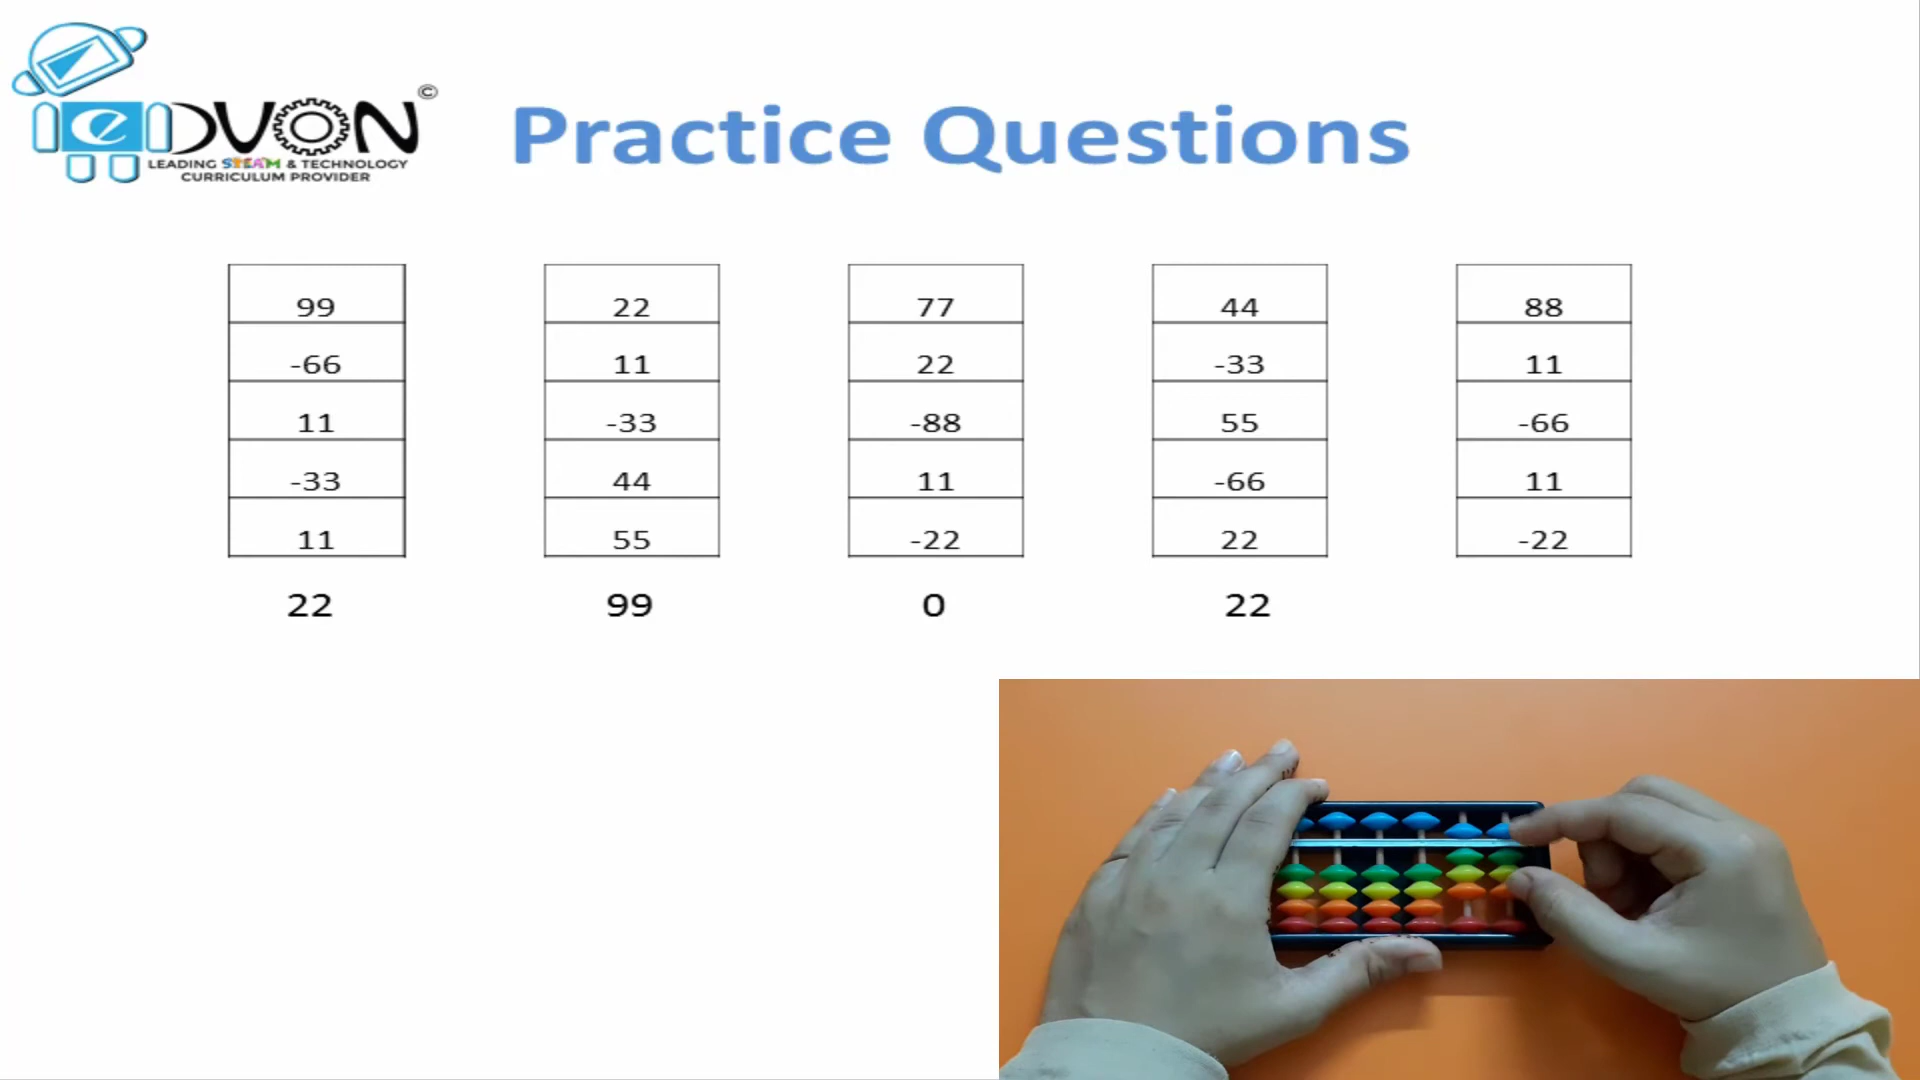 iEDVON©
LEADING STEAM & TECHNOLOGY
CURRICULUM PROVIDER
Practice Questions
99 22 77 44 88
-66 11 22 -33 11
11 -33 -88 55 -66
-33 44 11 -66 11
11 55 -22 22 -22
22 99 0 22